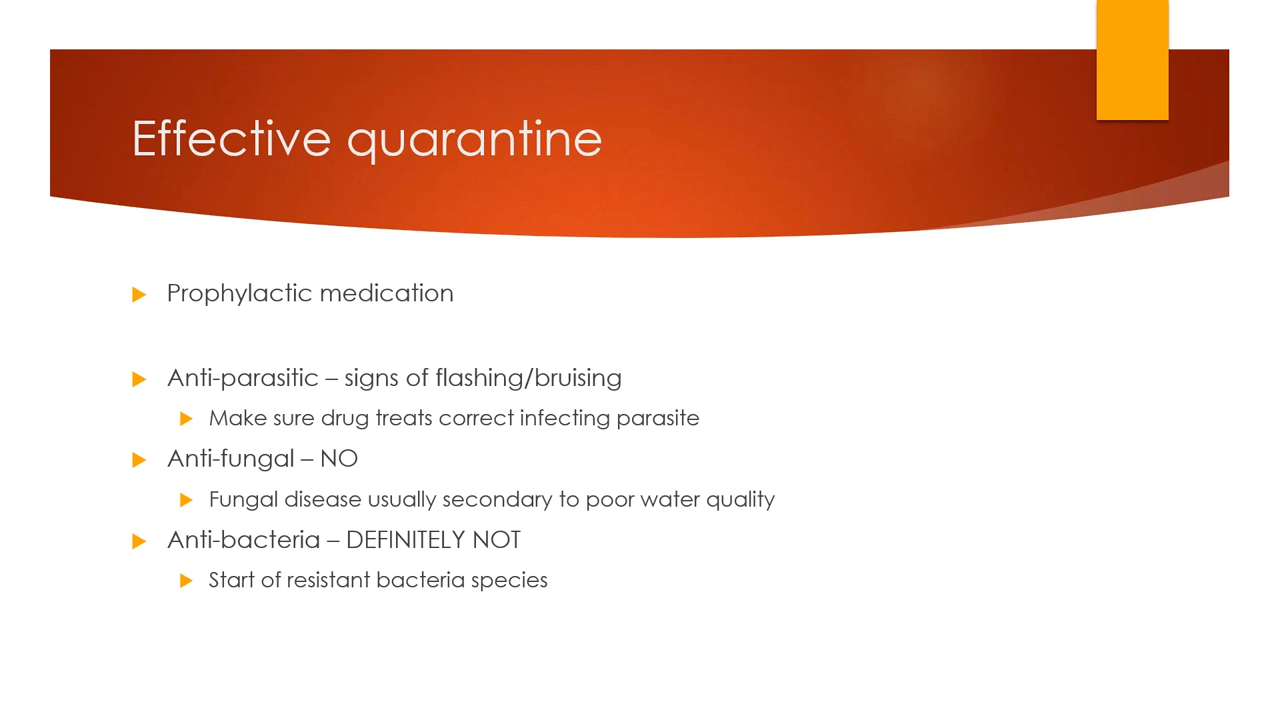 Effective quarantine
Prophylactic medication
Anti-parasitic – signs of flashing/bruising
Make sure drug treats correct infecting parasite
Anti-fungal – NO
Fungal disease usually secondary to poor water quality
Anti-bacteria – DEFINITELY NOT
Start of resistant bacteria species